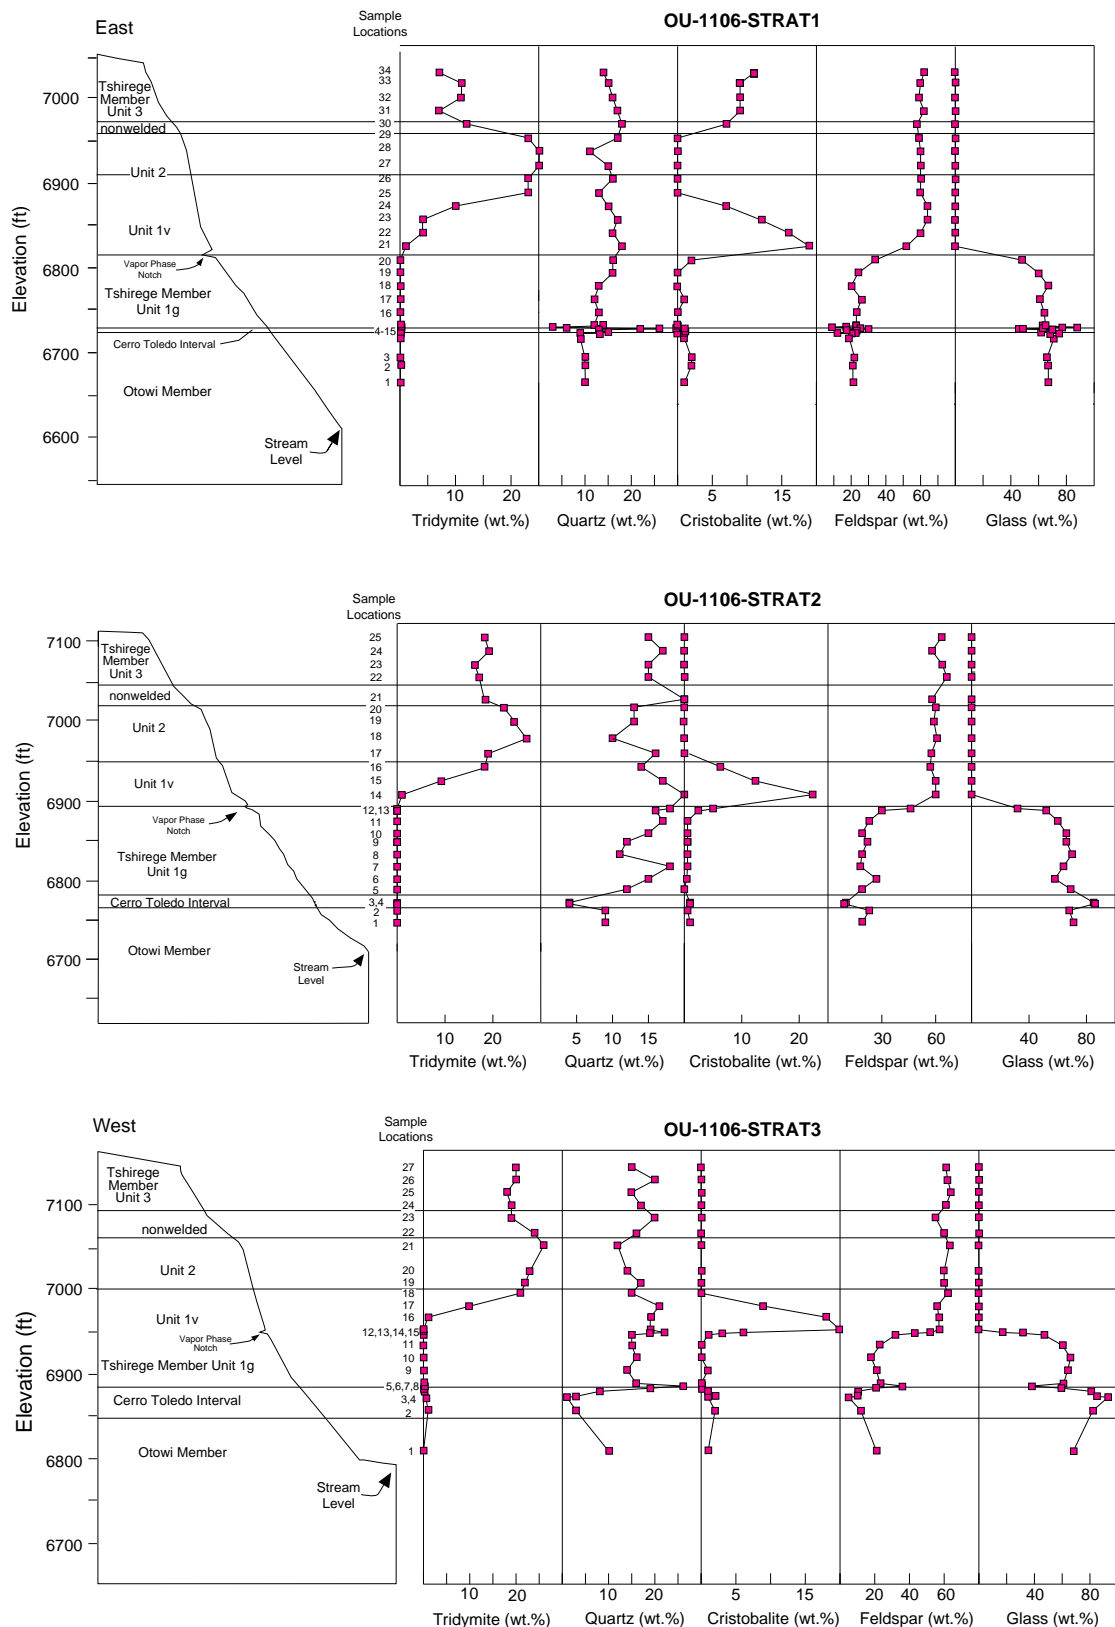 East
Sample
Locations
OU-1106-STRAT1
Elevation (ft)
7000
6900
6800
6700
6600
Tshirege
Member
Unit 3
nonwelded
Unit 2
Unit 1v
Vapor Phase
Notch
Tshirege Member
Unit 1g
Cerro Toledo Interval
Otowi Member
Stream
Level
34
33
32
31
30
29
28
27
26
25
24
23
22
21
20
19
18
17
16
4-15
3
2
1
10 20 10 20 5 15 20 40 60 40 80
Tridymite (wt.%) Quartz (wt.%) Cristobalite (wt.%) Feldspar (wt.%) Glass (wt.%)
Sample
Locations
OU-1106-STRAT2
Elevation (ft)
7100
7000
6900
6800
6700
Tshirege
Member
Unit 3
nonwelded
Unit 2
Unit 1v
Vapor Phase
Notch
Tshirege Member
Unit 1g
Cerro Toledo Interval
Otowi Member
Stream
Level
25
24
23
22
21
20
19
18
17
16
15
14
12,13
11
10
9
8
7
6
5
3,4
2
1
10 20 5 10 15 10 20 30 60 40 80
Tridymite (wt.%) Quartz (wt.%) Cristobalite (wt.%) Feldspar (wt.%) Glass (wt.%)
West
Sample
Locations
OU-1106-STRAT3
Elevation (ft)
7100
7000
6900
6800
6700
Tshirege
Member
Unit 3
nonwelded
Unit 2
Unit 1v
Vapor Phase
Notch
Tshirege Member Unit 1g
Cerro Toledo Interval
Otowi Member
Stream
Level
27
26
25
24
23
22
21
20
19
18
17
16
12,13,14,15
11
10
9
5,6,7,8
3,4
2
1
10 20 10 20 5 15 20 40 60 40 80
Tridymite (wt.%) Quartz (wt.%) Cristobalite (wt.%) Feldspar (wt.%) Glass (wt.%)